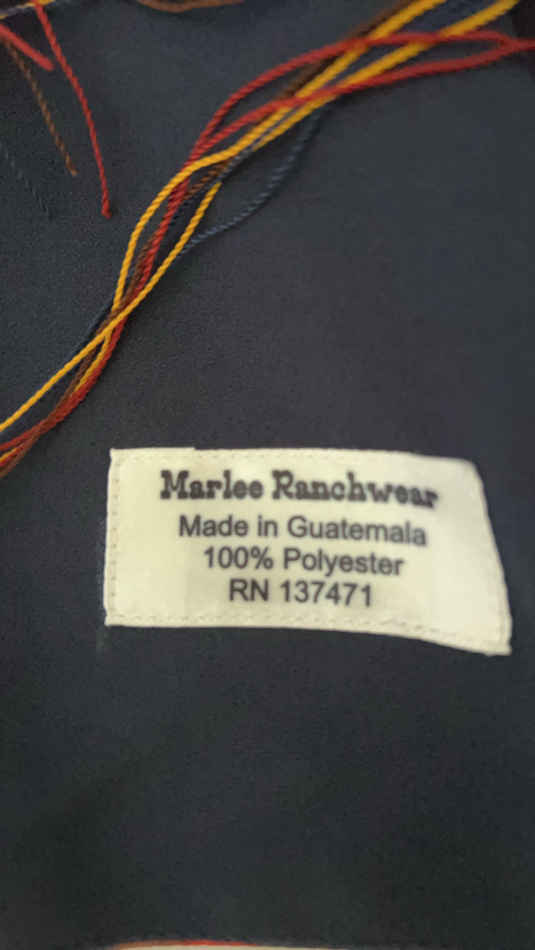 Marlee Ranchwear
Made in Guatemala
100% Polyester
RN 137471